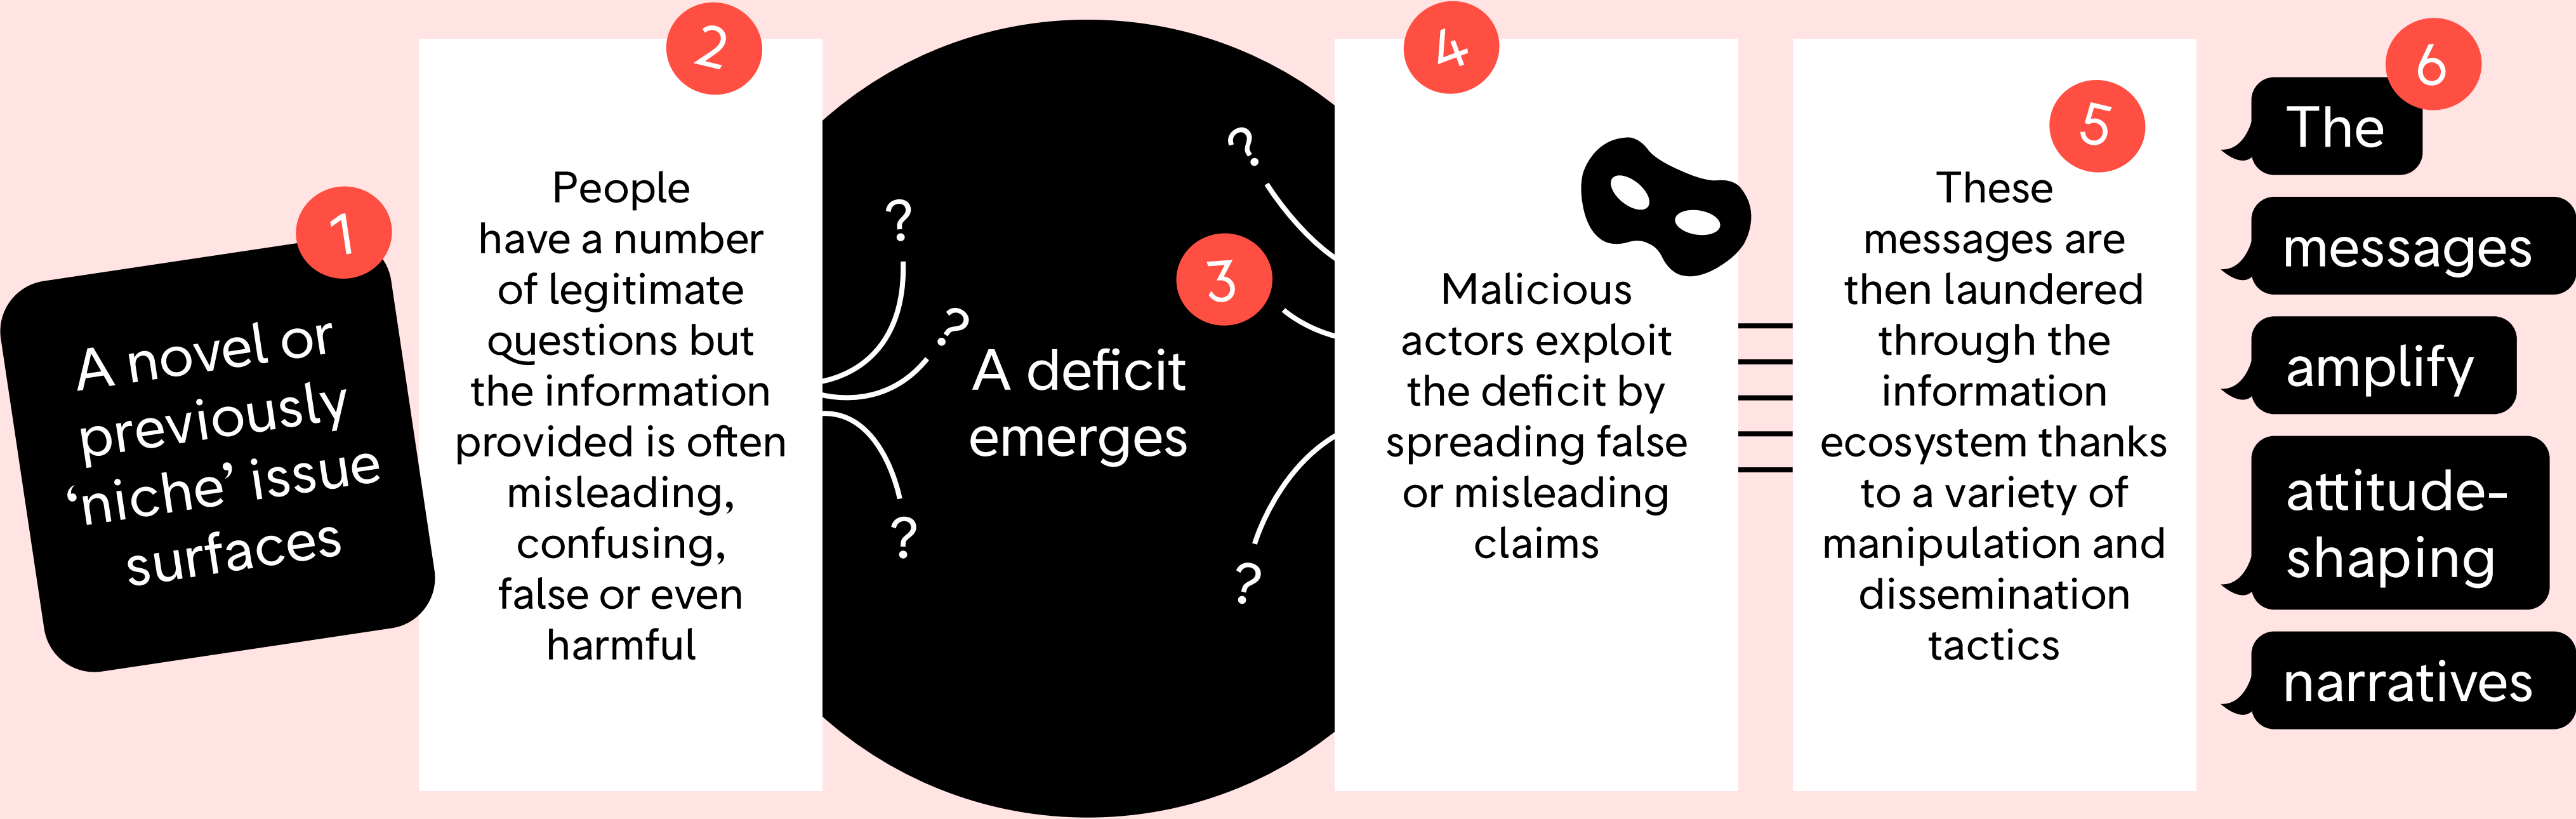 1
A novel or
previously
‘niche’ issue
surfaces
2
People
have a number
of legitimate
questions but
the information
provided is often
misleading,
confusing,
false or even
harmful
?
?
?
3
A deficit
emerges
?
?
4
Malicious
actors exploit
the deficit by
spreading false
or misleading
claims
5
These
messages are
then laundered
through the
information
ecosystem thanks
to a variety of
manipulation and
dissemination
tactics
6
The
messages
amplify
attitude-
shaping
narratives